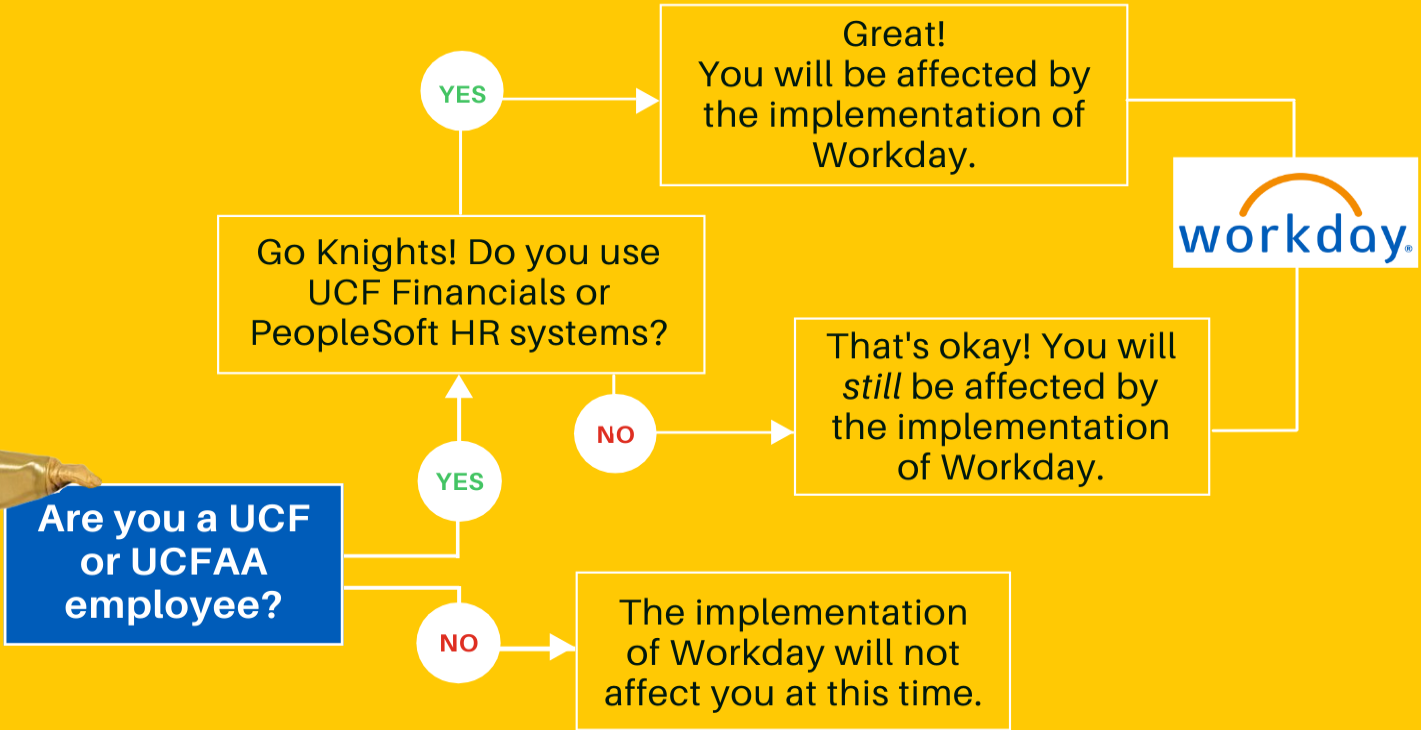 Great!
You will be affected by
the implementation of
Workday.
YES
workday®
Go Knights! Do you use
UCF Financials or
PeopleSoft HR systems?
That's okay! You will
still be affected by
the implementation
of Workday.
NO
YES
Are you a UCF
or UCFAA
employee?
NO
The implementation
of Workday will not
affect you at this time.